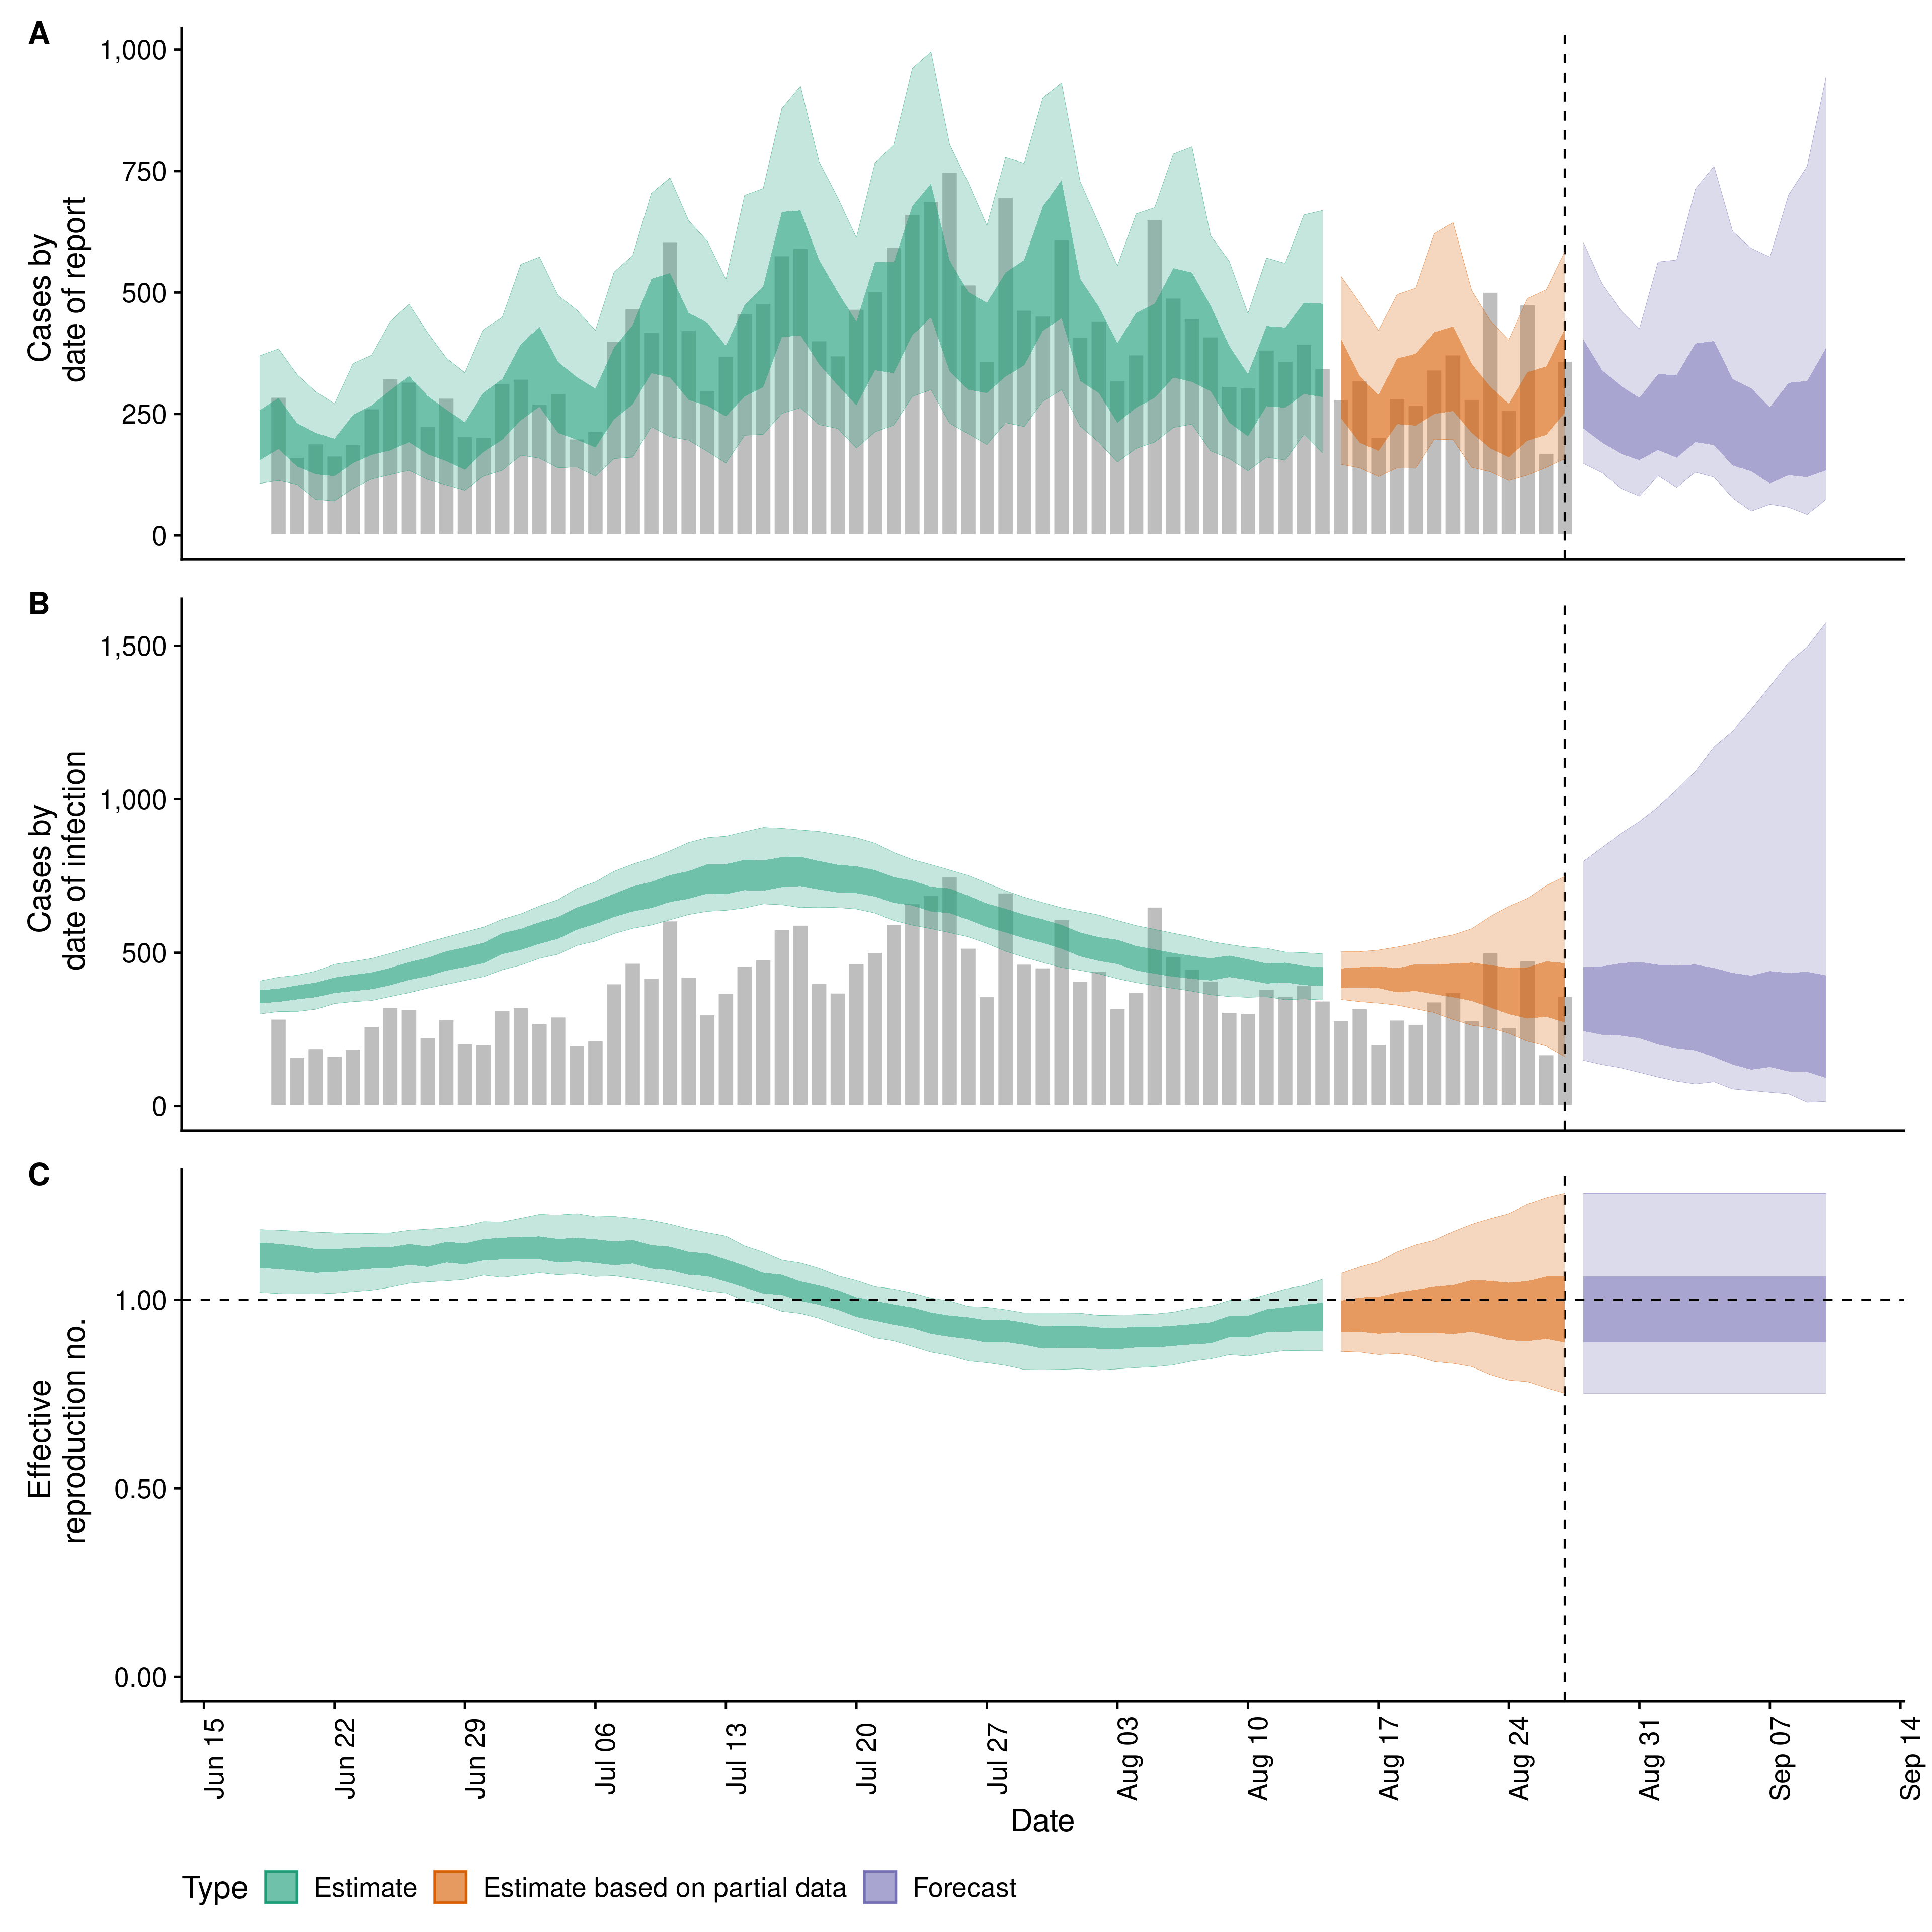 A
Cases by
date of report
1,000
750
500
250
0
B
Cases by
date of infection
1,500
1,000
500
0
C
Effective
reproduction no.
1.00
0.50
0.00
Jun 15
Jun 22
Jun 29
Jul 06
Jul 13
Jul 20
Jul 27
Aug 03
Aug 10
Aug 17
Aug 24
Aug 31
Sep 07
Sep 14
Date
Type Estimate Estimate based on partial data Forecast